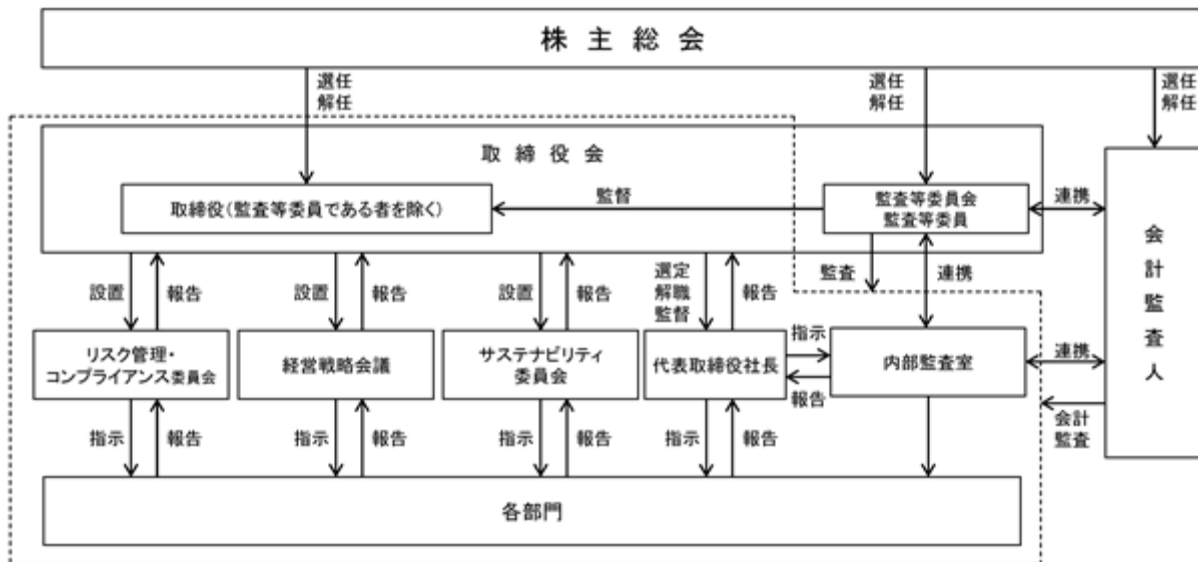 株主総会
選任
解任
選任
解任
選任
解任
取締役会
取締役(監査等委員である者を除く)
監督
監査等委員会
監査等委員
連携
会計監査人
設置
報告
設置
報告
設置
報告
選定
解職
監督
報告
監査
連携
リスク管理・
コンプライアンス委員会
経営戦略会議
サステナビリティ
委員会
代表取締役社長
指示
報告
内部監査室
連携
会計
監査
指示
報告
指示
報告
指示
報告
指示
報告
各部門